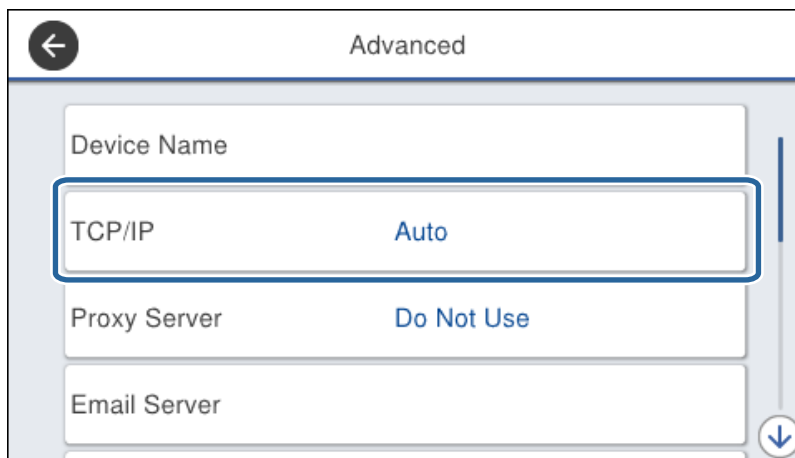 Advanced
Device Name
TCP/IP Auto
Proxy Server Do Not Use
Email Server